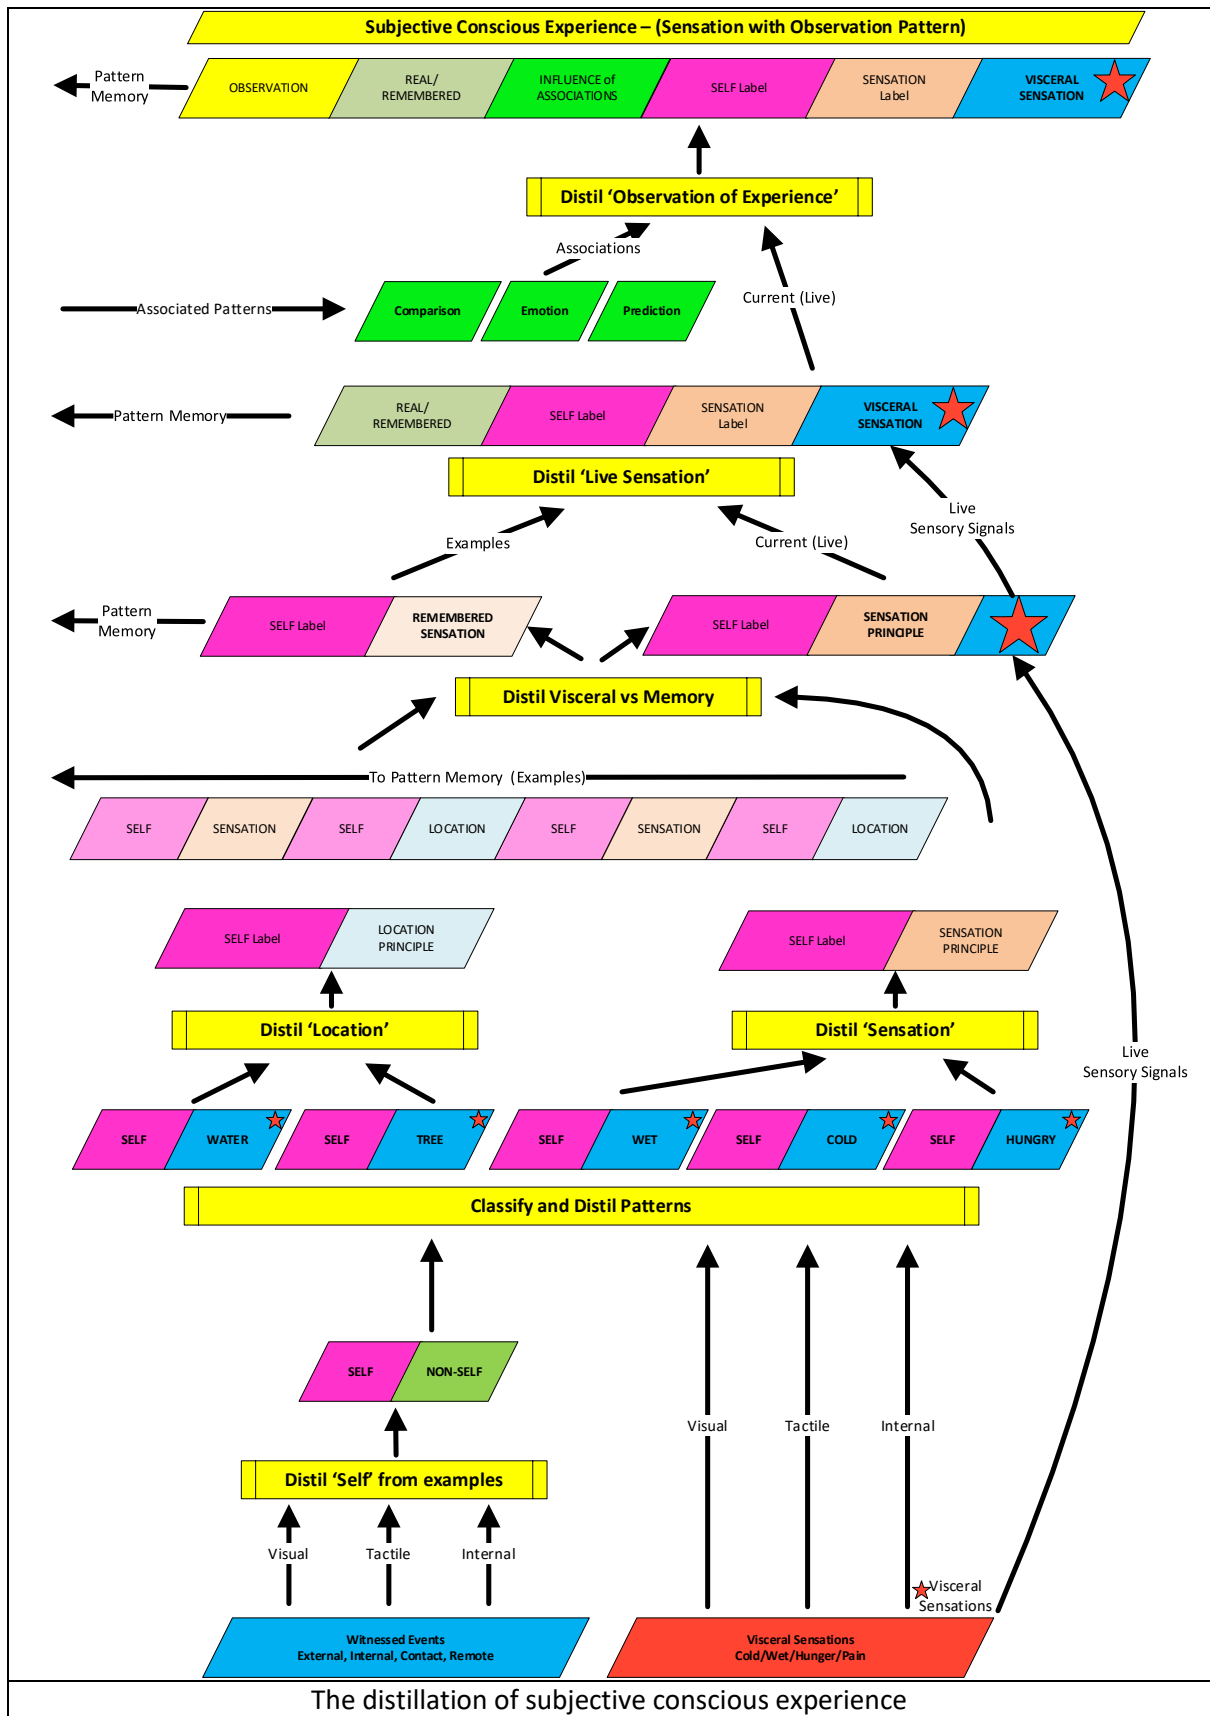 Subjective Conscious Experience – (Sensation with Observation Pattern)
Pattern
Memory
OBSERVATION
REAL/
REMEMBERED
INFLUENCE of
ASSOCIATIONS
SELF Label
SENSATION
Label
VISCERAL
SENSATION
Distil ‘Observation of Experience’
Associations
Current (Live)
Associated Patterns
Comparison
Emotion
Prediction
Pattern Memory
REAL/
REMEMBERED
SELF Label
SENSATION
Label
VISCERAL
SENSATION
Distil ‘Live Sensation’
Live
Sensory Signals
Examples
Current (Live)
Pattern
Memory
SELF Label
REMEMBERED
SENSATION
SELF Label
SENSATION
PRINCIPLE
Distil Visceral vs Memory
To Pattern Memory (Examples)
SELF
SENSATION
SELF
LOCATION
SELF
SENSATION
SELF
LOCATION
SELF Label
LOCATION
PRINCIPLE
SELF Label
SENSATION
PRINCIPLE
Distil ‘Location’
Distil ‘Sensation’
Live
Sensory Signals
SELF
WATER
SELF
TREE
SELF
WET
SELF
COLD
SELF
HUNGRY
Classify and Distil Patterns
SELF
NON-SELF
Visual
Tactile
Internal
Distil ‘Self’ from examples
Visual
Tactile
Internal
Visceral
Sensations
Witnessed Events
External, Internal, Contact, Remote
Visceral Sensations
Cold/Wet/Hunger/Pain
The distillation of subjective conscious experience